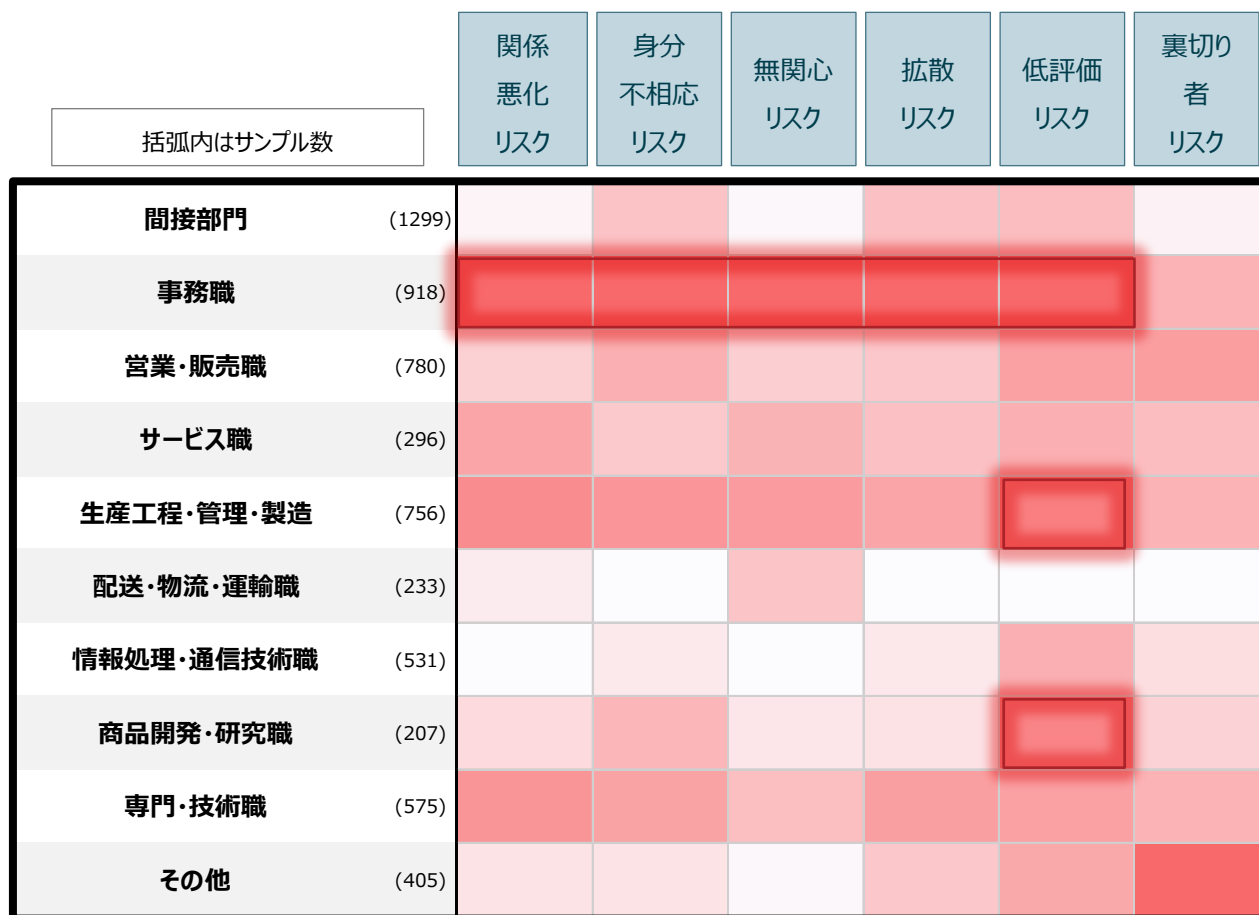 関係
悪化
リスク
身分
不相応
リスク
無関心
リスク
拡散
リスク
低評価
リスク
裏切り
者
リスク
括弧内はサンプル数
間接部門 (1299)
事務職 (918)
営業・販売職 (780)
サービス職 (296)
生産工程・管理・製造 (756)
配送・物流・運輸職 (233)
情報処理・通信技術職 (531)
商品開発・研究職 (207)
専門・技術職 (575)
その他 (405)